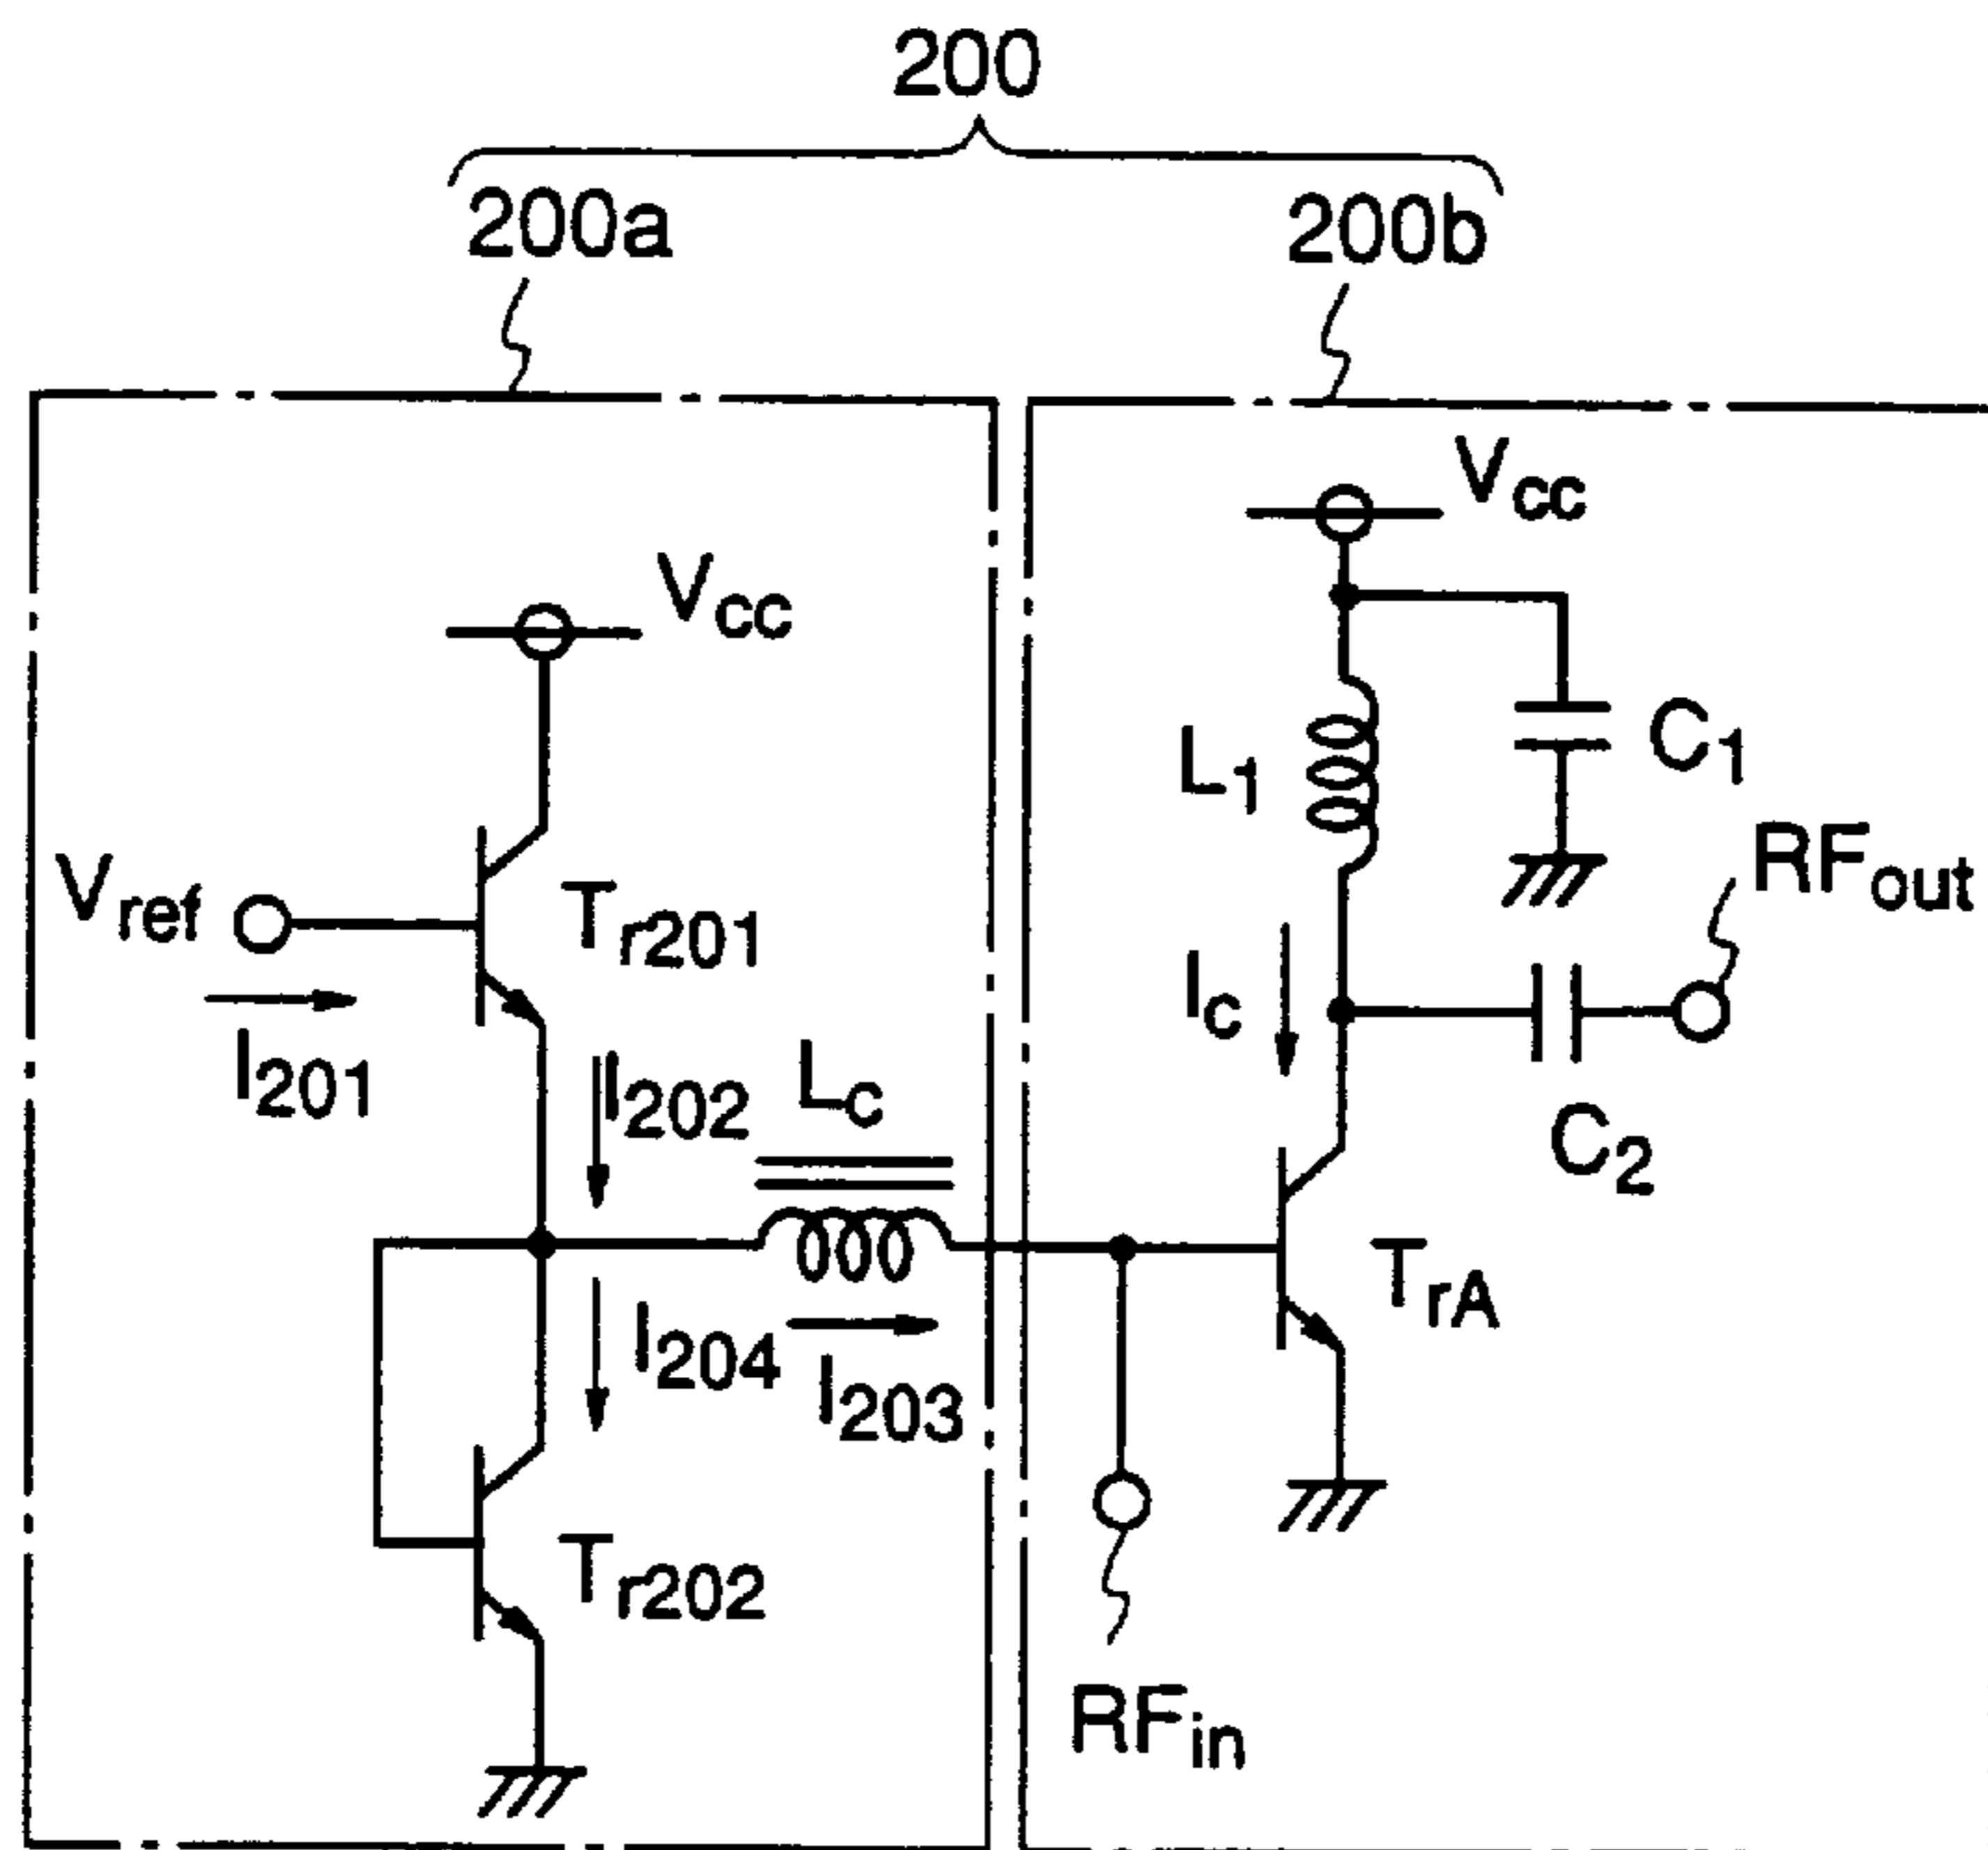 200
200a
200b
Vcc
Vcc
L1
C1
Vref
Tr201
RFout
I201
I202
Lc
Ic
C2
TrA
I204
I203
Tr202
RFin